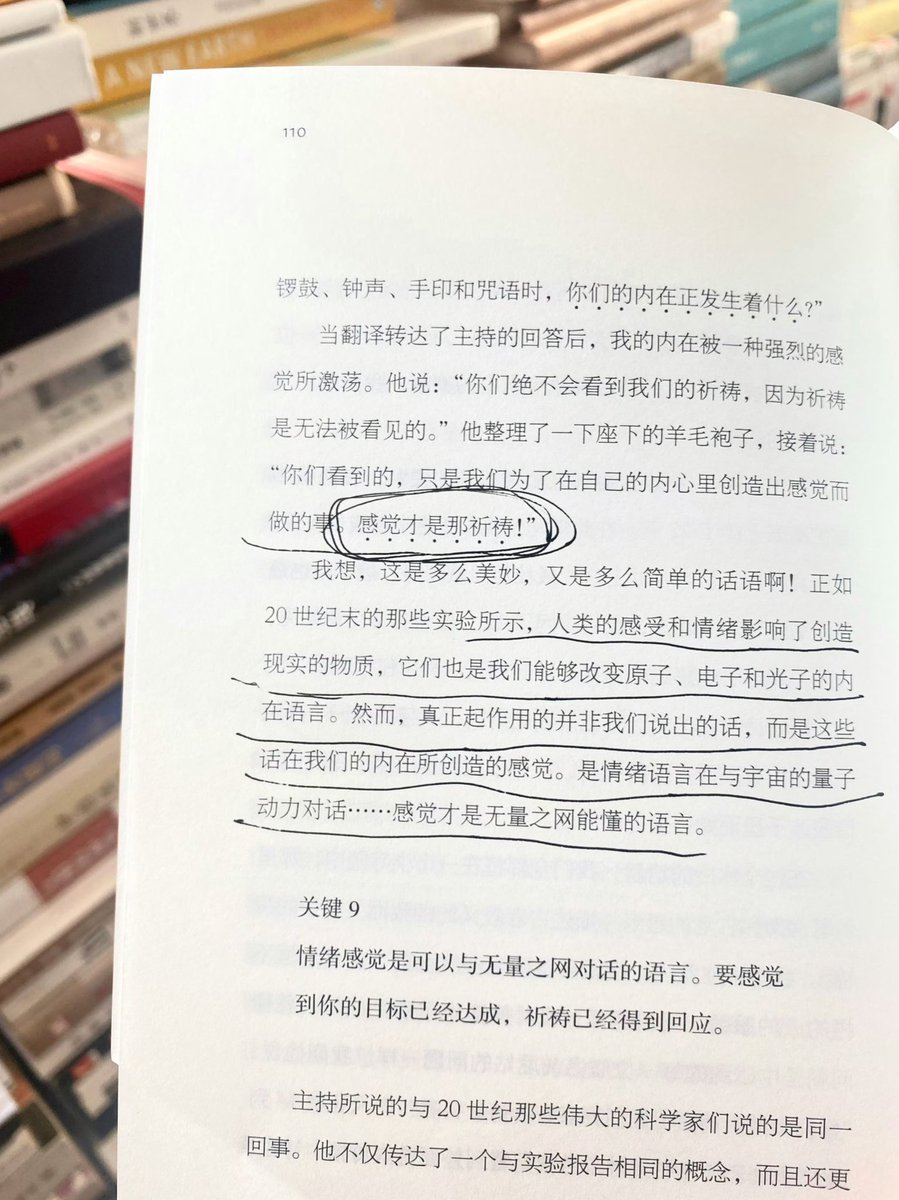 A NEW EARTH
110
锣鼓、钟声、手印和咒语时，你们的内在正发生着什么?”
当翻译转达了主持的回答后，我的内在被一种强烈的感
觉所激荡。他说：“你们绝不会看到我们的祈祷，因为祈祷
是无法被看见的。”他整理了一下座下的羊毛袍子，接着说：
“你们看到的，只是我们为了在自己的内心里创造出感觉而
做的事。感觉才是那祈祷!”
我想，这是多么美妙，又是多么简单的话语啊！正如
20 世纪末的那些实验所示，人类的感受和情绪影响了创造
现实的物质，它们也是我们能够改变原子、电子和光子的内
在语言。然而，真正起作用的并非我们说出的话，而是这些
话在我们的内在所创造的感觉。是情绪语言在与宇宙的量子
动力对话……感觉才是无量之网能懂的语言。
关键 9
情绪感觉是可以与无量之网对话的语言。要感觉
到你的目标已经达成，祈祷已经得到回应。
主持所说的与 20 世纪那些伟大的科学家们说的是同一
回事。他不仅传达了一个与实验报告相同的概念，而且还更